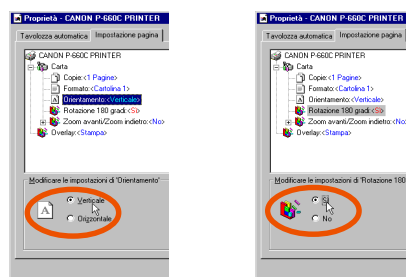 Proprietà - CANON P-660C PRINTER
Tavolozza automatica Impostazione pagina
CANON P-660C PRINTER
Carta
Copie:<1 Pagine>
Formato:<Cartolina 1>
Orientamento:<Verticale>
Rotazione 180 gradi:<Sì>
Zoom avanti/Zoom indietro:<No>
Overlay:<Stampa>
Modificare le impostazioni di 'Orientamento'
A
Verticale
Orizzontale
Proprietà - CANON P-660C PRINTER
Tavolozza automatica Impostazione pagina
CANON P-660C PRINTER
Carta
Copie:<1 Pagine>
Formato:<Cartolina 1>
Orientamento:<Verticale>
Rotazione 180 gradi:<Sì>
Zoom avanti/Zoom indietro:<No
Overlay:<Stampa>
Modificare le impostazioni di 'Rotazione 180
Sì
No